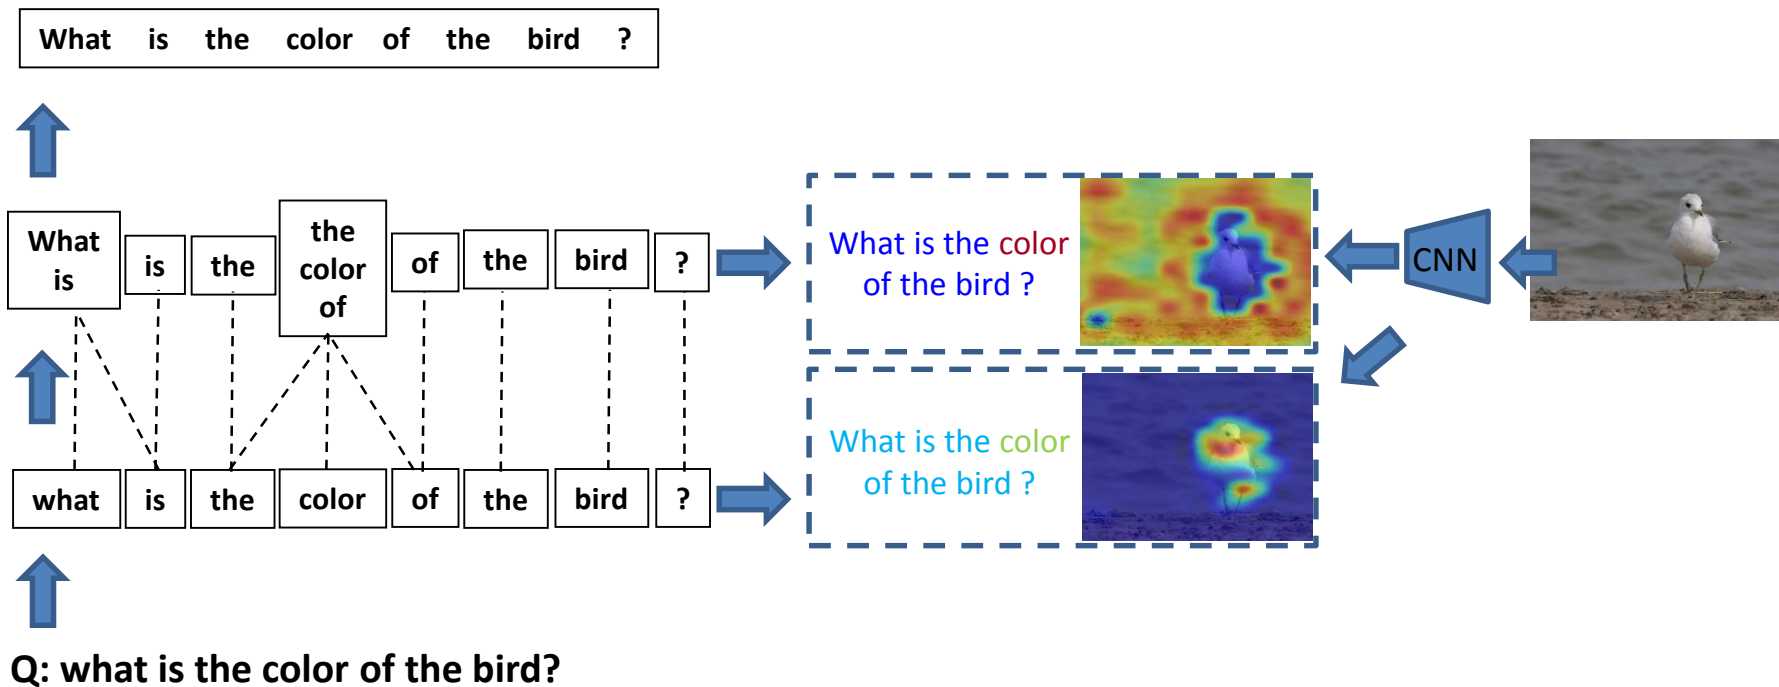 What is the color of the bird ?
What
is
is
the
the
color
of
of
the
bird
?
What is the color
of the bird ?
CNN
What is the color
of the bird ?
what
is
the
color
of
the
bird
?
Q: what is the color of the bird?